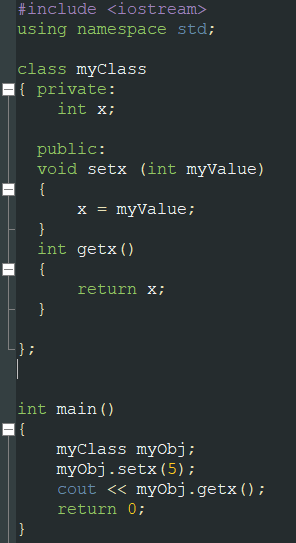 #include <iostream>
using namespace std;
class myClass
{ private:
int x;
public:
void setx (int myValue)
{
x = myValue;
}
int getx()
{
return x;
}
};
int main()
{
myClass myObj;
myObj.setx(5);
cout << myObj.getx();
return 0;
}